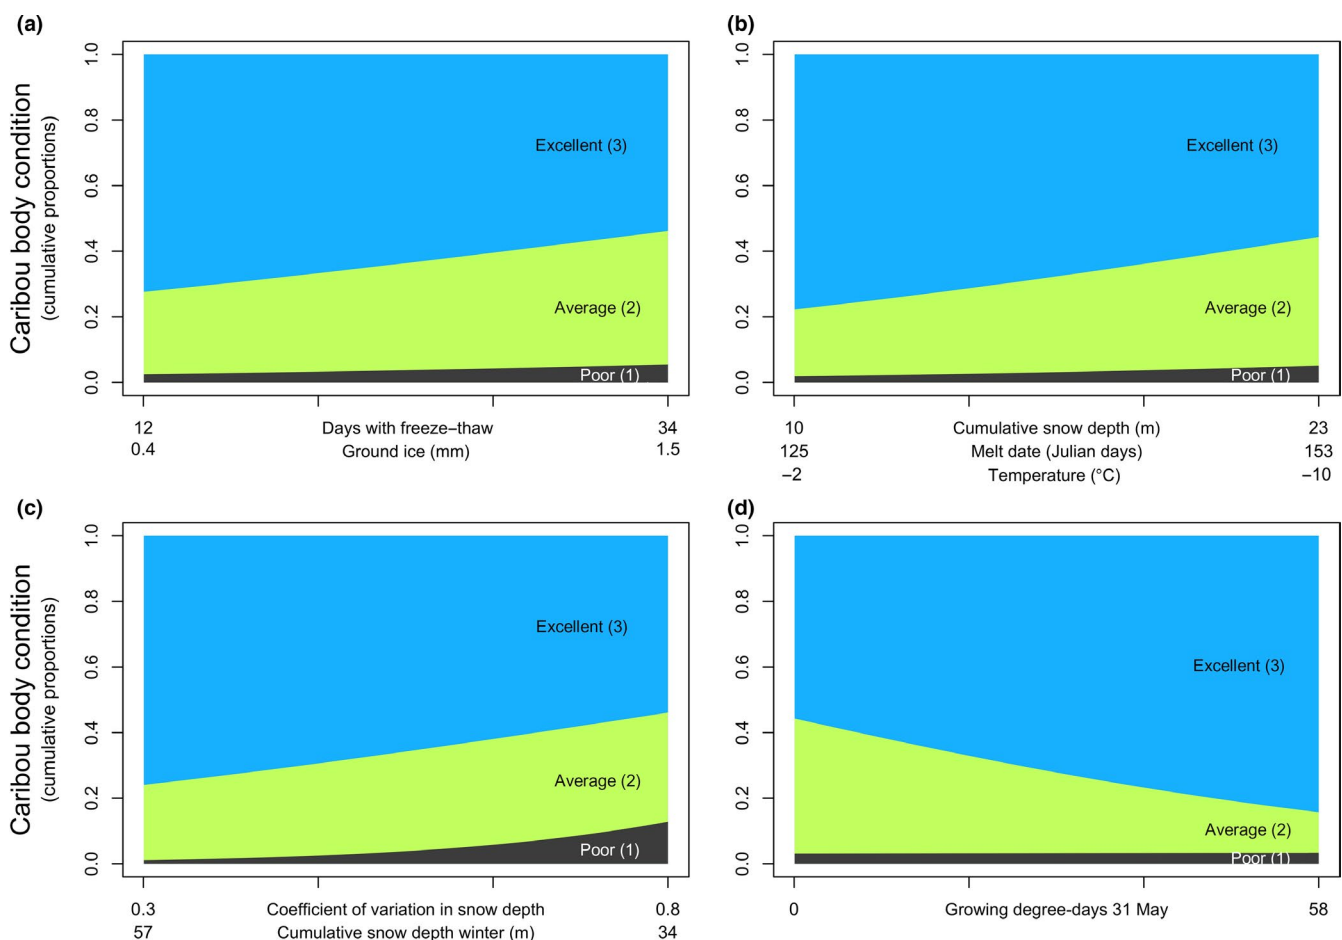 (a)
Caribou body condition
(cumulative proportions)
1.0
0.8
0.6
0.4
0.2
0.0
Excellent (3)
Average (2)
Poor (1)
12 Days with freeze–thaw 34
0.4 Ground ice (mm) 1.5
(b)
1.0
0.8
0.6
0.4
0.2
0.0
Excellent (3)
Average (2)
Poor (1)
10 Cumulative snow depth (m) 23
125 Melt date (Julian days) 153
–2 Temperature (°C) –10
(c)
Caribou body condition
(cumulative proportions)
1.0
0.8
0.6
0.4
0.2
0.0
Excellent (3)
Average (2)
Poor (1)
0.3 Coefficient of variation in snow depth 0.8
57 Cumulative snow depth winter (m) 34
(d)
1.0
0.8
0.6
0.4
0.2
0.0
Excellent (3)
Average (2)
Poor (1)
0 Growing degree-days 31 May 58